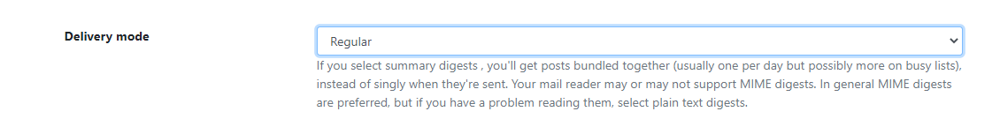 Delivery mode
Regular
If you select summary digests , you'll get posts bundled together (usually one per day but possibly more on busy lists),
instead of singly when they're sent. Your mail reader may or may not support MIME digests. In general MIME digests
are preferred, but if you have a problem reading them, select plain text digests.